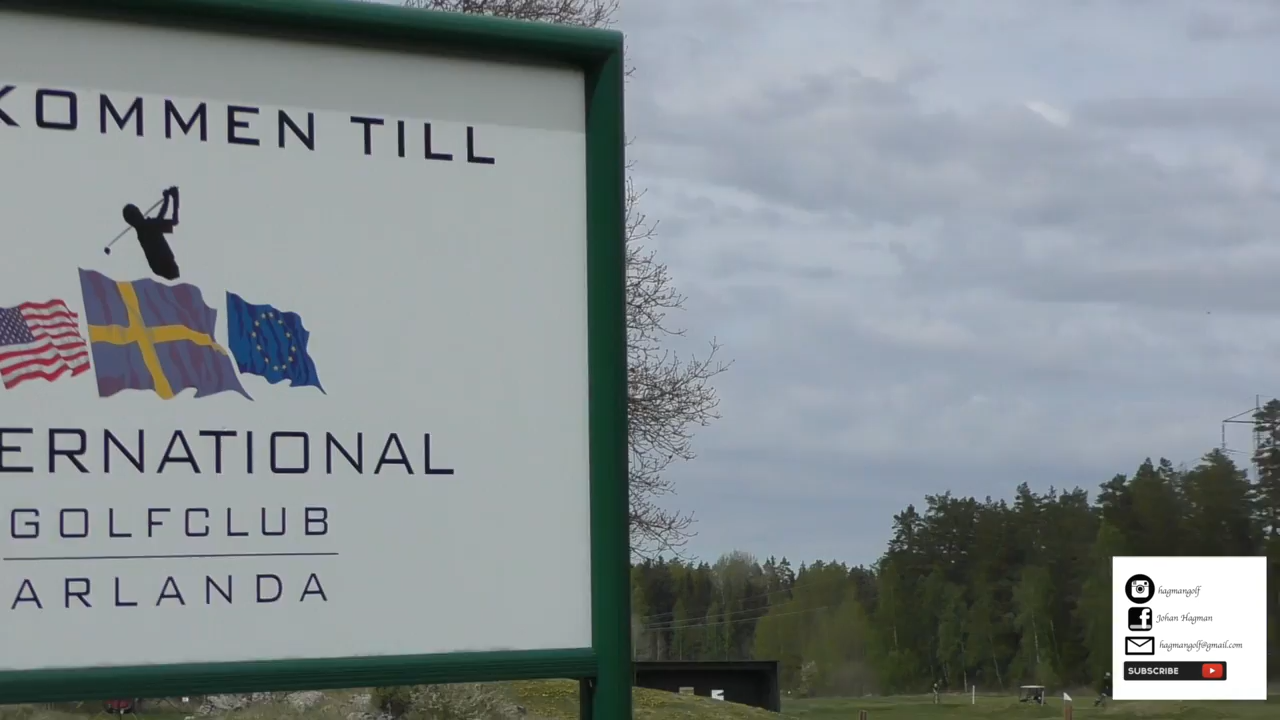 KOMMEN TILL
ERNATIONAL
GOLFCLUB
ARLANDA
hagmangolf
Johan Hagman
hagmangolf@gmail.com
SUBSCRIBE